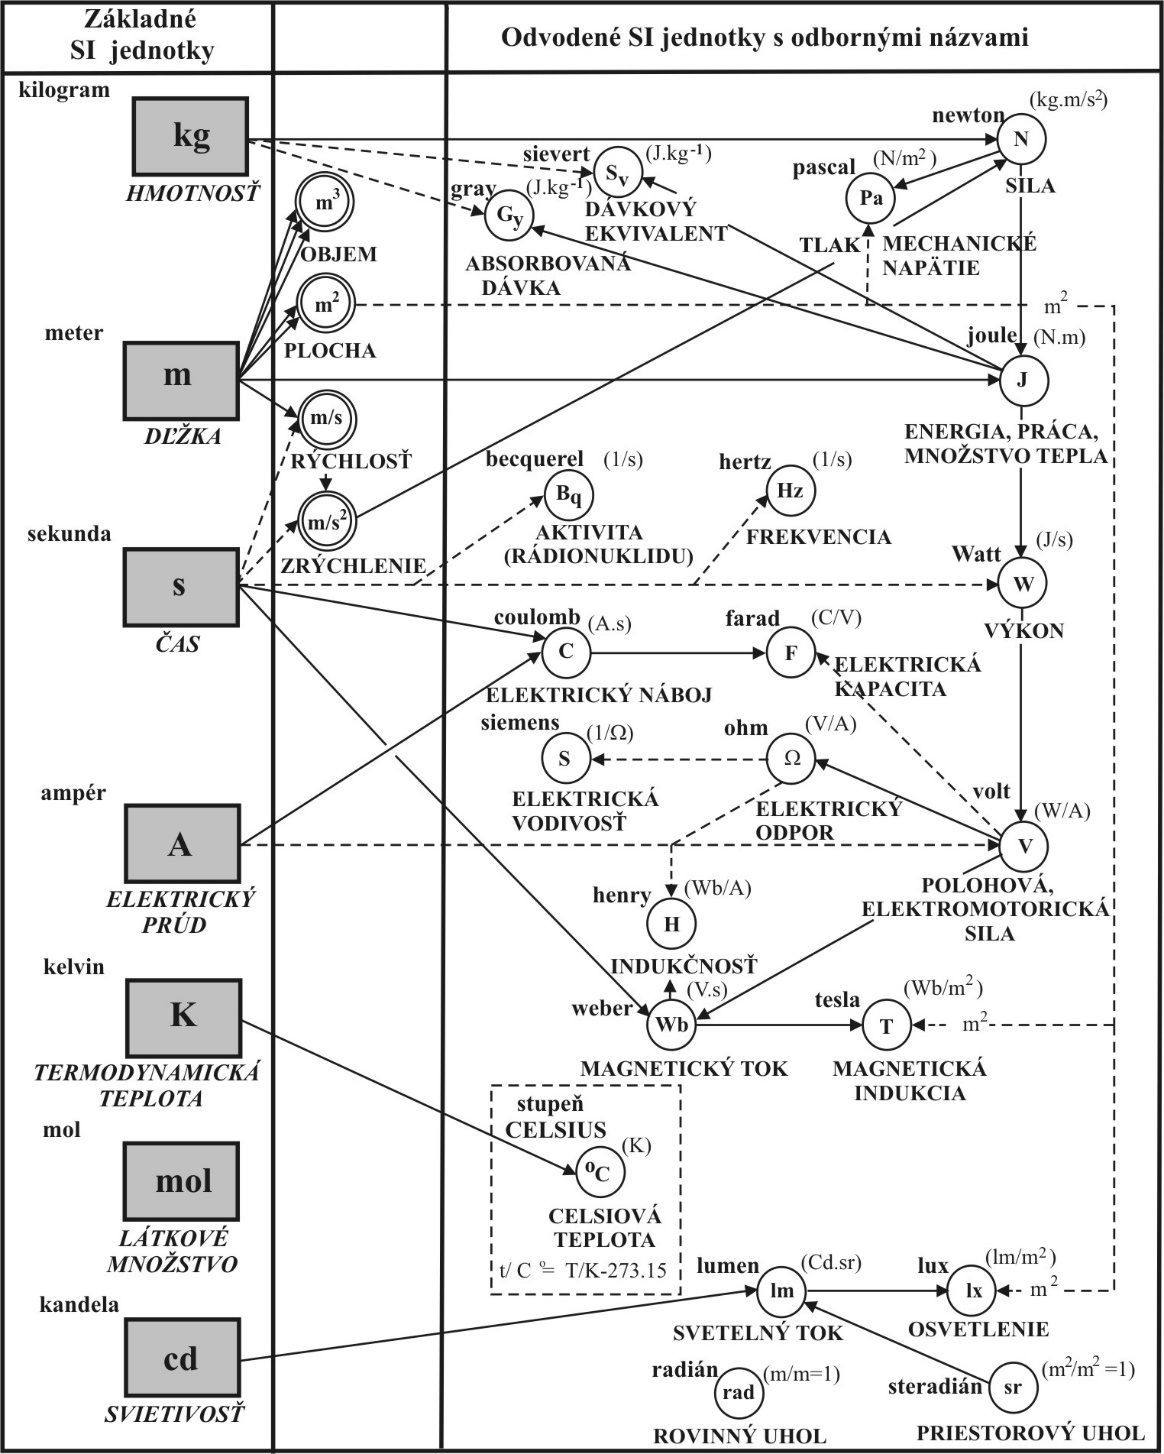 Základné
SI jednotky
Odvodené SI jednotky s odbornými názvami
kilogram
kg
HMOTNOSŤ
newton
(kg.m/s²)
N
SILA
sievert
(J.kg⁻¹)
Sv
DÁVKOVÝ
EKVIVALENT
pascal
(N/m²)
Pa
TLAK
MECHANICKÉ
NAPÄTIE
gray
(J.kg⁻¹)
Gy
ABSORBOVANÁ
DÁVKA
m³
OBJEM
m²
PLOCHA
m²
meter
m
DĽŽKA
joule
(N.m)
J
ENERGIA, PRÁCA,
MNOŽSTVO TEPLA
m/s
RÝCHLOSŤ
m/s²
ZRÝCHLENIE
becquerel
(1/s)
Bq
AKTIVITA
(RÁDIONUKLIDU)
hertz
(1/s)
Hz
FREKVENCIA
sekunda
s
ČAS
Watt
(J/s)
W
VÝKON
coulomb
(A.s)
C
ELEKTRICKÝ NÁBOJ
farad
(C/V)
F
ELEKTRICKÁ
KAPACITA
siemens
(1/Ω)
S
ELEKTRICKÁ
VODIVOSŤ
ohm
(V/A)
Ω
ELEKTRICKÝ
ODPOR
ampér
A
ELEKTRICKÝ
PRÚD
volt
(W/A)
V
POLOHOVÁ,
ELEKTROMOTORICKÁ
SILA
henry
(Wb/A)
H
INDUKČNOSŤ
kelvin
K
TERMODYNAMICKÁ
TEPLOTA
weber
(V.s)
Wb
MAGNETICKÝ TOK
tesla
(Wb/m²)
T
m²
MAGNETICKÁ
INDUKCIA
stupeň
CELSIUS
(K)
ºC
CELSIOVÁ
TEPLOTA
t/ Cº = T/K-273.15
mol
mol
LÁTKOVÉ
MNOŽSTVO
lumen
(Cd.sr)
lm
SVETELNÝ TOK
lux
(lm/m²)
lx
m²
OSVETLENIE
kandela
cd
SVIETIVOSŤ
radián
(m/m=1)
rad
ROVINNÝ UHOL
steradián
(m²/m² =1)
sr
PRIESTOROVÝ UHOL